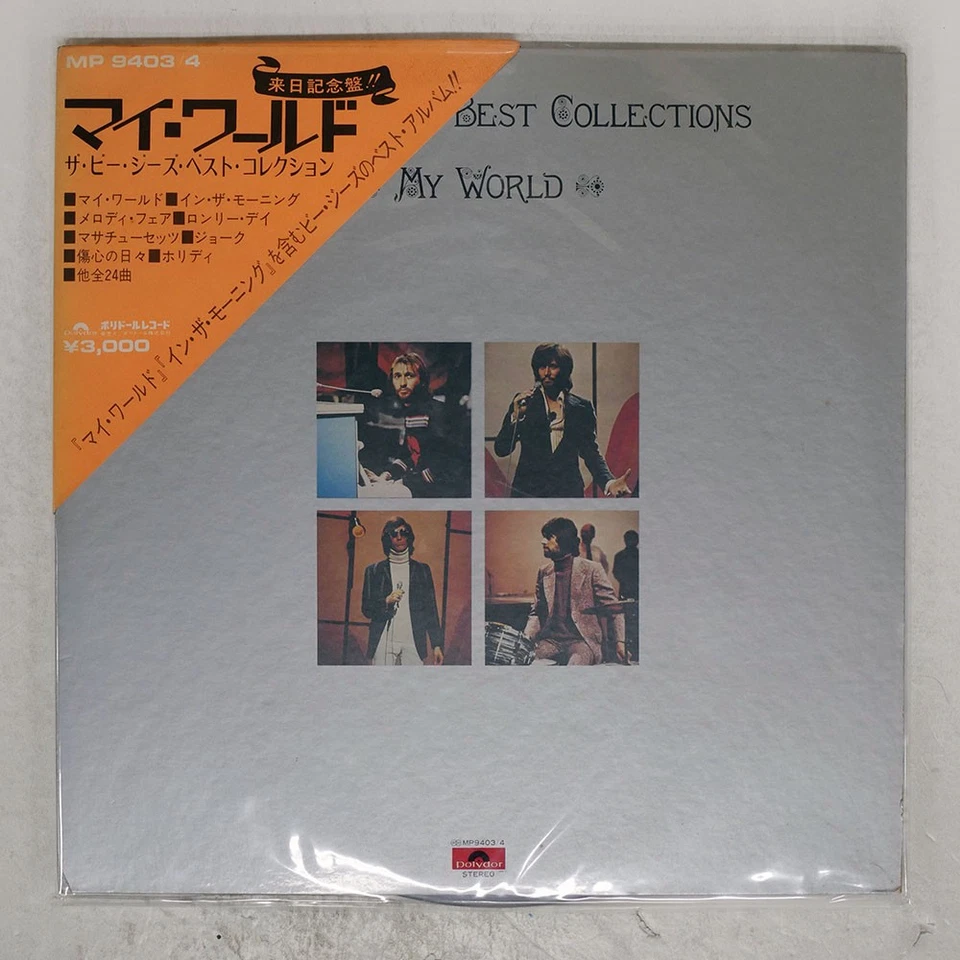 MP 9403/4
来日記念盤!!
マイ・ワールド
ザ・ビー・ジーズ・ベスト・コレクション
■マイ・ワールド■イン・ザ・モーニング
■メロディ・フェア■ロンリー・デイ
■マサチューセッツ■ジョーク
■傷心の日々■ホリデイ
■他全24曲
Polydor ポリドールレコード
¥3,000
『マイ・ワールド』『イン・ザ・モーニング』を含むビー・ジーズのベスト・アルバム!!
BEST COLLECTIONS
MY WORLD
MP9403/4
Polydor
STEREO